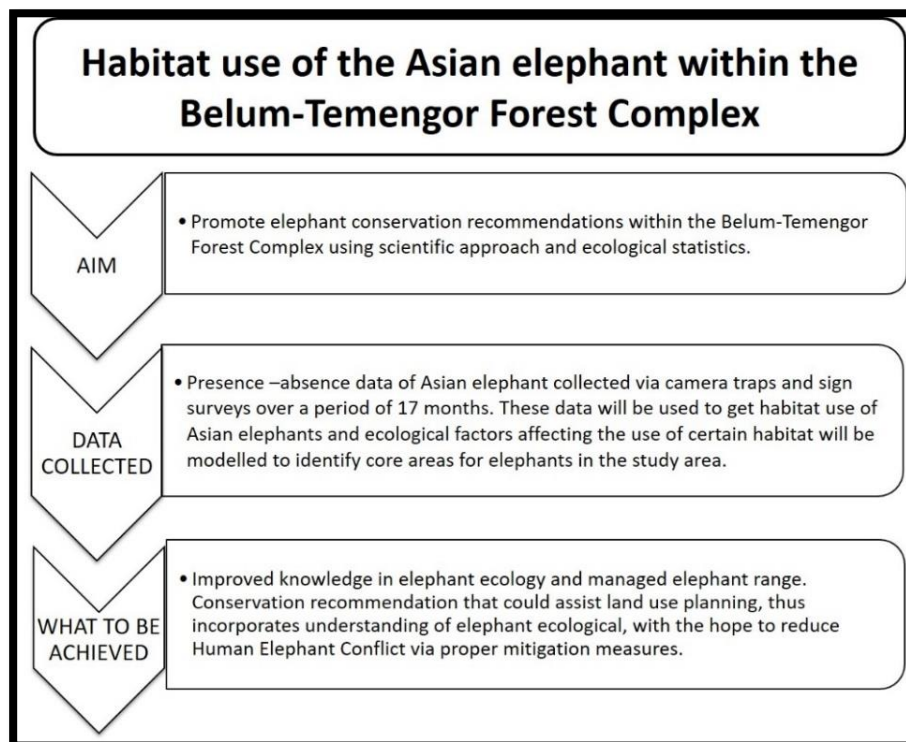 Habitat use of the Asian elephant within the
Belum-Temengor Forest Complex
AIM
• Promote elephant conservation recommendations within the Belum-Temengor
Forest Complex using scientific approach and ecological statistics.
DATA
COLLECTED
• Presence –absence data of Asian elephant collected via camera traps and sign
surveys over a period of 17 months. These data will be used to get habitat use of
Asian elephants and ecological factors affecting the use of certain habitat will be
modelled to identify core areas for elephants in the study area.
WHAT TO BE
ACHIEVED
• Improved knowledge in elephant ecology and managed elephant range.
Conservation recommendation that could assist land use planning, thus
incorporates understanding of elephant ecological, with the hope to reduce
Human Elephant Conflict via proper mitigation measures.